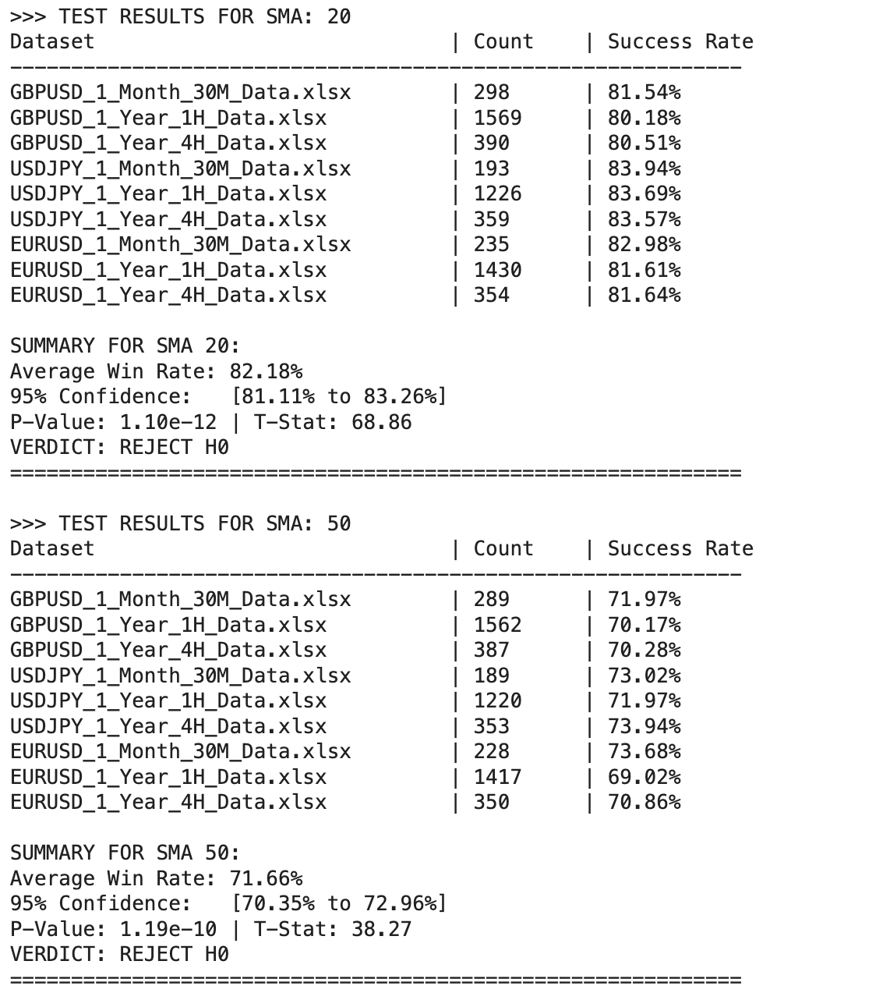 >>> TEST RESULTS FOR SMA: 20
Dataset | Count | Success Rate
------------------------------------------------------------
GBPUSD_1_Month_30M_Data.xlsx | 298 | 81.54%
GBPUSD_1_Year_1H_Data.xlsx | 1569 | 80.18%
GBPUSD_1_Year_4H_Data.xlsx | 390 | 80.51%
USDJPY_1_Month_30M_Data.xlsx | 193 | 83.94%
USDJPY_1_Year_1H_Data.xlsx | 1226 | 83.69%
USDJPY_1_Year_4H_Data.xlsx | 359 | 83.57%
EURUSD_1_Month_30M_Data.xlsx | 235 | 82.98%
EURUSD_1_Year_1H_Data.xlsx | 1430 | 81.61%
EURUSD_1_Year_4H_Data.xlsx | 354 | 81.64%
SUMMARY FOR SMA 20:
Average Win Rate: 82.18%
95% Confidence: [81.11% to 83.26%]
P-Value: 1.10e-12 | T-Stat: 68.86
VERDICT: REJECT H0
============================================================
>>> TEST RESULTS FOR SMA: 50
Dataset | Count | Success Rate
------------------------------------------------------------
GBPUSD_1_Month_30M_Data.xlsx | 289 | 71.97%
GBPUSD_1_Year_1H_Data.xlsx | 1562 | 70.17%
GBPUSD_1_Year_4H_Data.xlsx | 387 | 70.28%
USDJPY_1_Month_30M_Data.xlsx | 189 | 73.02%
USDJPY_1_Year_1H_Data.xlsx | 1220 | 71.97%
USDJPY_1_Year_4H_Data.xlsx | 353 | 73.94%
EURUSD_1_Month_30M_Data.xlsx | 228 | 73.68%
EURUSD_1_Year_1H_Data.xlsx | 1417 | 69.02%
EURUSD_1_Year_4H_Data.xlsx | 350 | 70.86%
SUMMARY FOR SMA 50:
Average Win Rate: 71.66%
95% Confidence: [70.35% to 72.96%]
P-Value: 1.19e-10 | T-Stat: 38.27
VERDICT: REJECT H0
============================================================